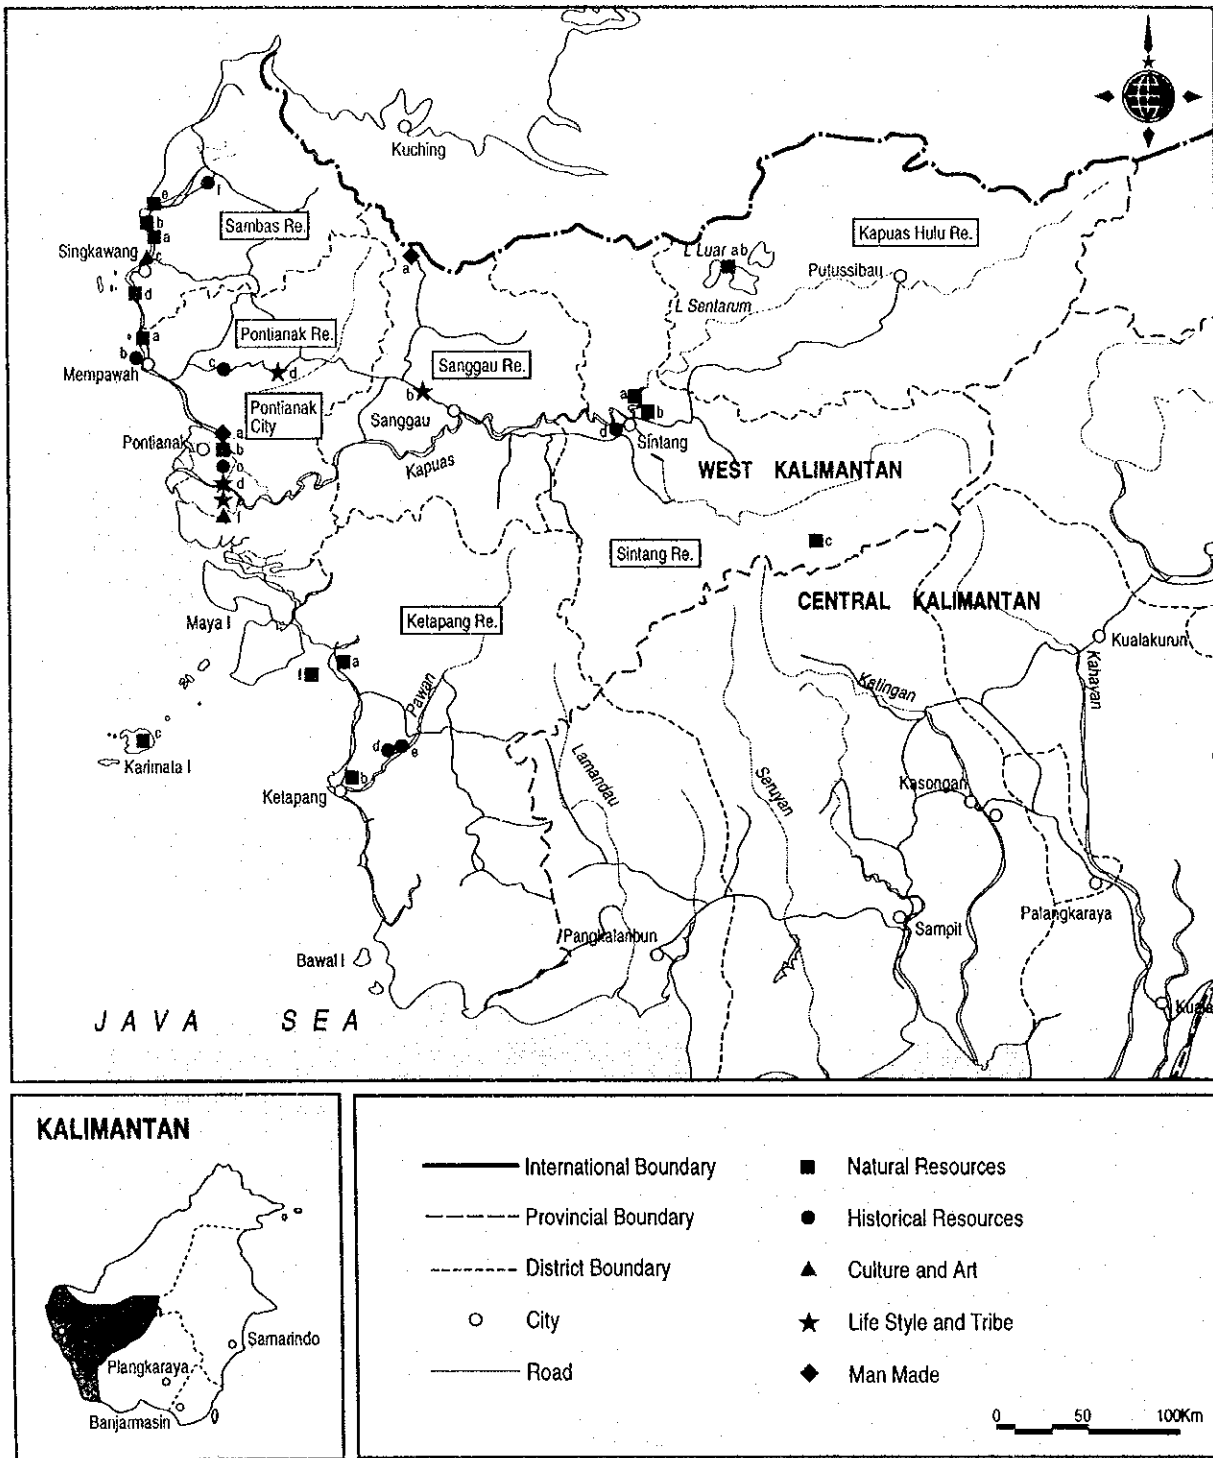 Kuching
e
f
b
Sambas Re.
a
Kapuas Hulu Re.
Singkawang
c
a
L Luar a b
Putussibau
d
L Sentarum
Pontianak Re.
a
b
Sanggau Re.
Mempawah
c
d
b
a
b
Pontianak
City
Sanggau
d
Sintang
Pontianak
a
b
Kapuas
WEST KALIMANTAN
d
f
c
Sintang Re.
CENTRAL KALIMANTAN
Maya I
Ketapang Re.
Kualakurun
a
f
Kahayan
Kalingan
Pawan
c
d
e
Karimata I
Lamandau
Seruyan
b
Kasongan
Ketapang
Palangkaraya
Sampit
Pangkalanbun
Bawal I
JAVA SEA
KALIMANTAN
Samarindo
Plangkaraya
Banjarmasin
International Boundary
Provincial Boundary
District Boundary
City
Road
Natural Resources
Historical Resources
Culture and Art
Life Style and Tribe
Man Made
0 50 100Km